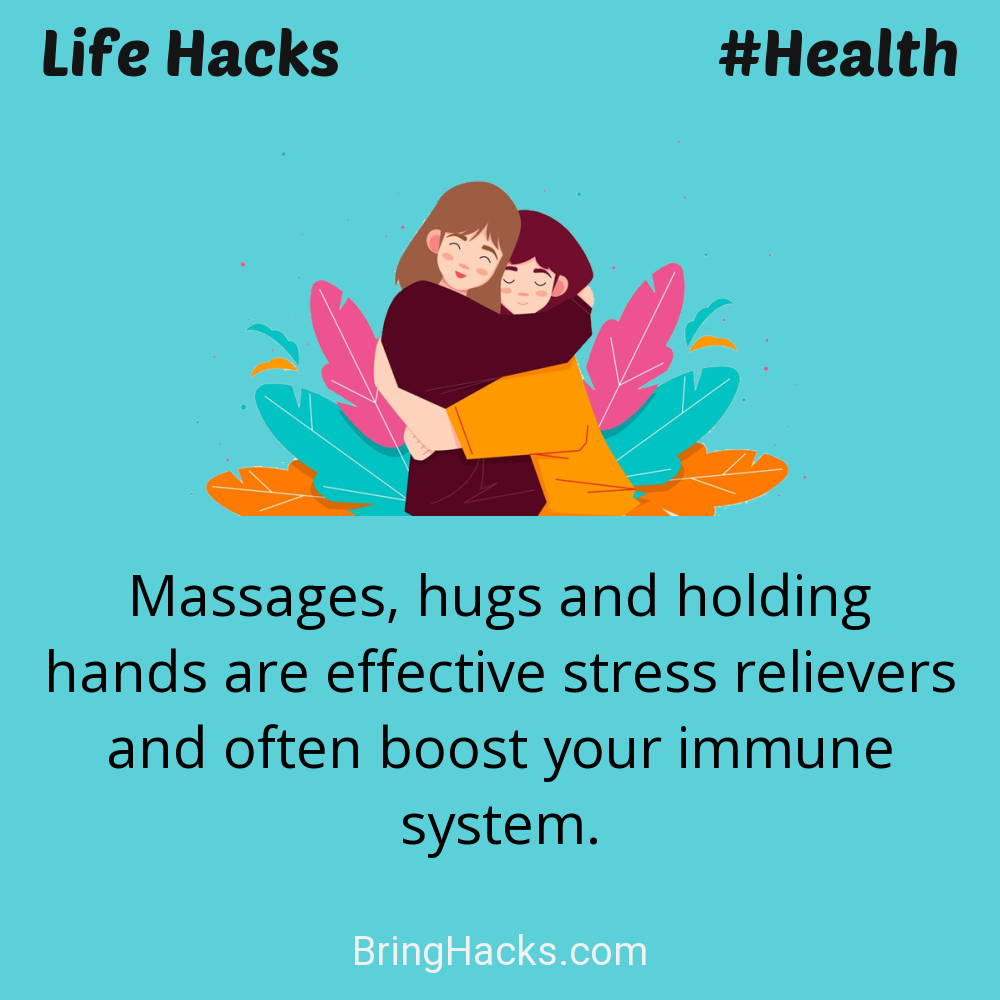 Life Hacks
#Health
Massages, hugs and holding
hands are effective stress relievers
and often boost your immune
system.
BringHacks.com